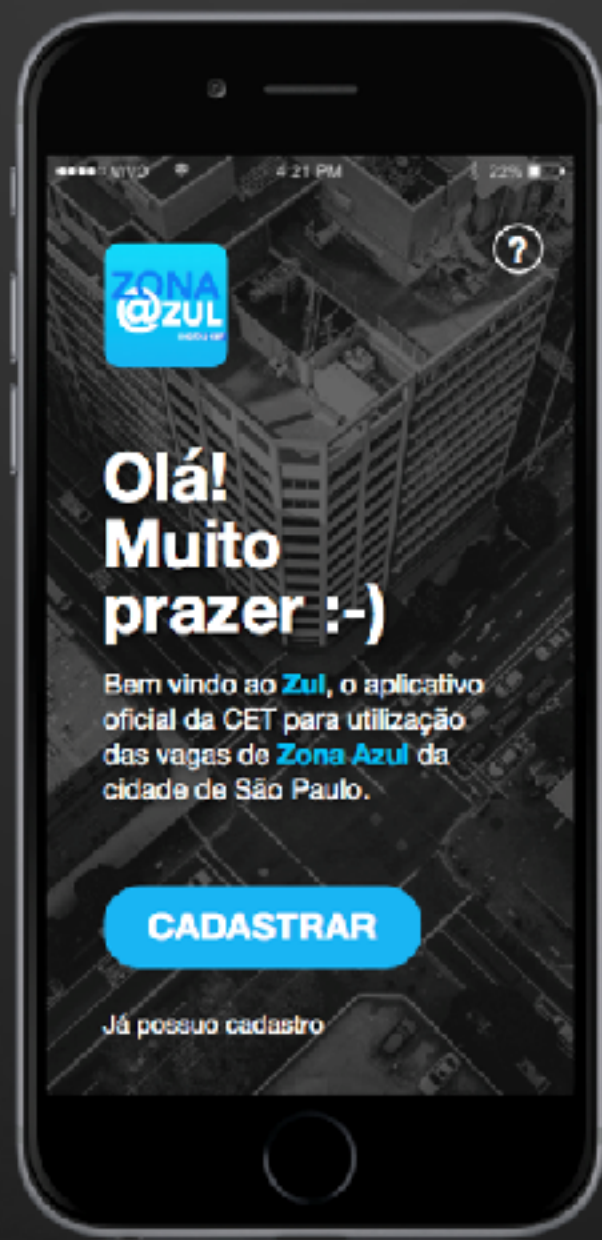 VIVO
4:21 PM
22%
?
ZONA
@ZUL
Olá!
Muito
prazer :-)
Bem vindo ao Zul, o aplicativo
oficial da CET para utilização
das vagas de Zona Azul da
cidade de São Paulo.
CADASTRAR
Já possuo cadastro